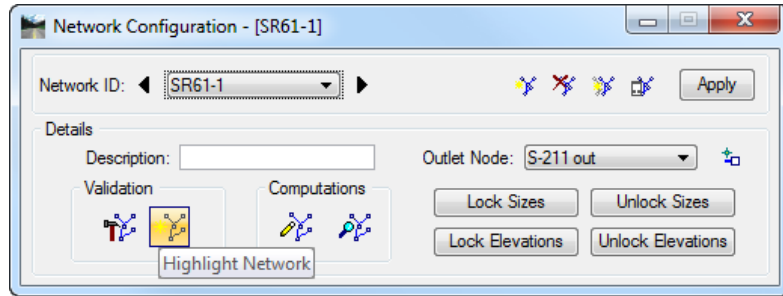 Network Configuration - [SR61-1]
Network ID: SR61-1 Apply
Details
Description: Outlet Node: S-211 out
Validation Computations Lock Sizes Unlock Sizes
Lock Elevations Unlock Elevations
Highlight Network